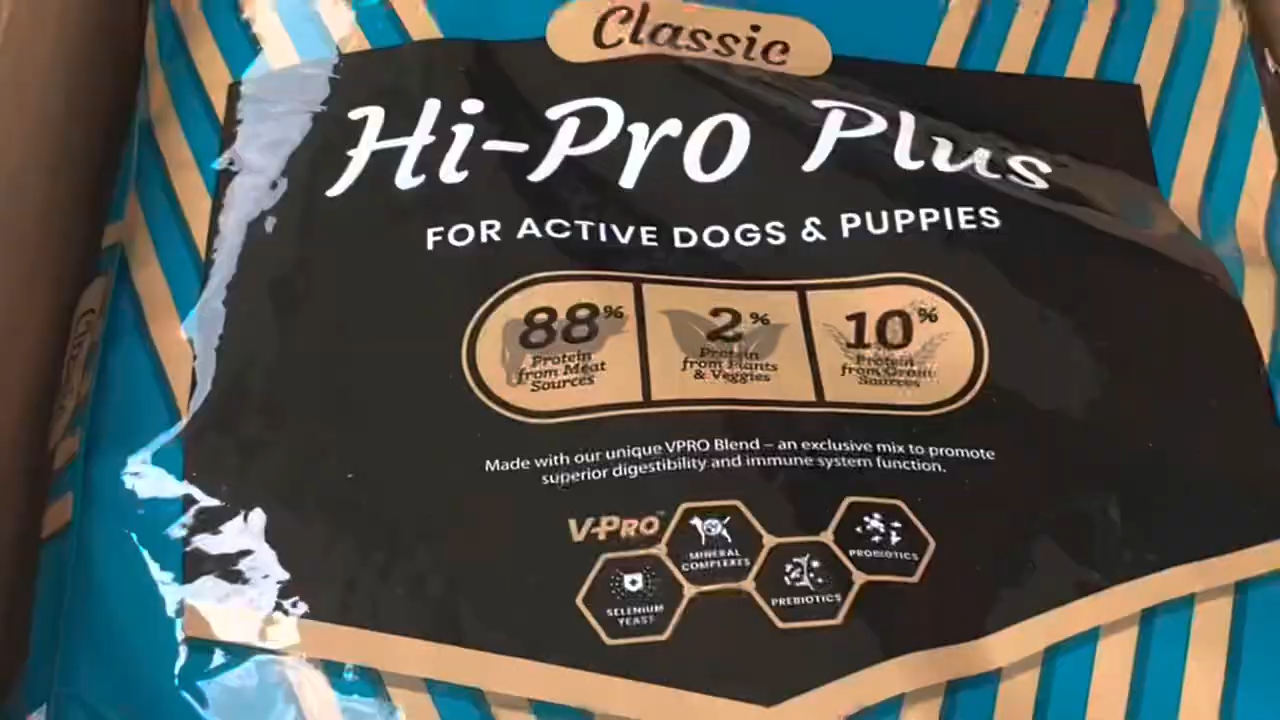 Classic
Hi-Pro Plus
FOR ACTIVE DOGS & PUPPIES
88%
Protein
from Meat
Sources
2%
Protein
from Plants
& Veggies
10%
Protein
from Grain
Sources
Made with our unique VPRO Blend – an exclusive mix to promote
superior digestibility and immune system function.
V-PRO™
MINERAL
COMPLEXES
PROBIOTICS
SELENIUM
YEAST
PREBIOTICS